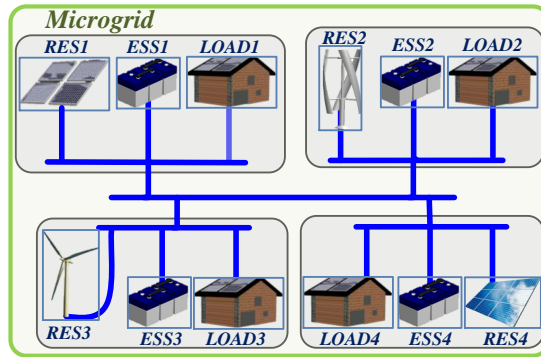 Microgrid
RES1 ESS1 LOAD1
RES2 ESS2 LOAD2
RES3 ESS3 LOAD3
LOAD4 ESS4 RES4